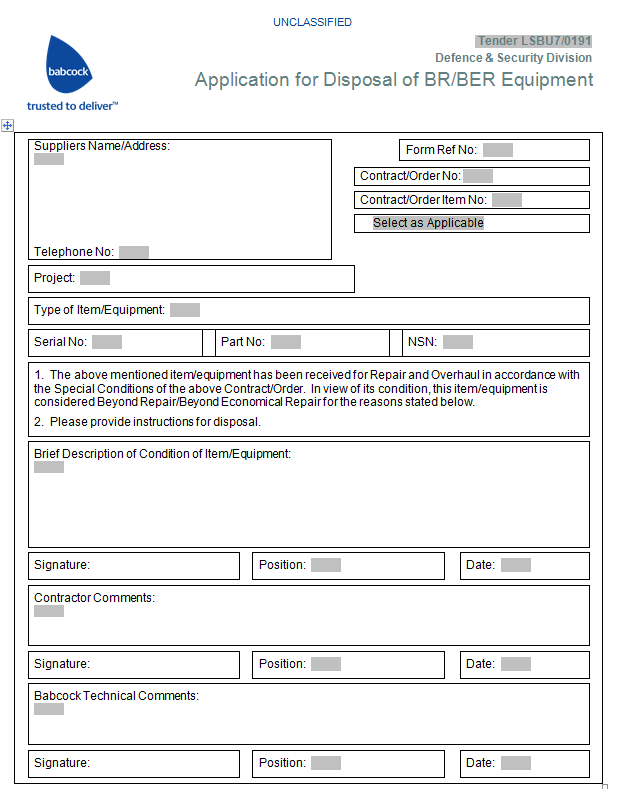 UNCLASSIFIED
Tender LSBU7/0191
Defence & Security Division
babcock
trusted to deliver™
Application for Disposal of BR/BER Equipment
Suppliers Name/Address:
Form Ref No:
Contract/Order No:
Contract/Order Item No:
Select as Applicable
Telephone No:
Project:
Type of Item/Equipment:
Serial No:
Part No:
NSN:
1. The above mentioned item/equipment has been received for Repair and Overhaul in accordance with
the Special Conditions of the above Contract/Order. In view of its condition, this item/equipment is
considered Beyond Repair/Beyond Economical Repair for the reasons stated below.
2. Please provide instructions for disposal.
Brief Description of Condition of Item/Equipment:
Signature:
Position:
Date:
Contractor Comments:
Signature:
Position:
Date:
Babcock Technical Comments:
Signature:
Position:
Date: